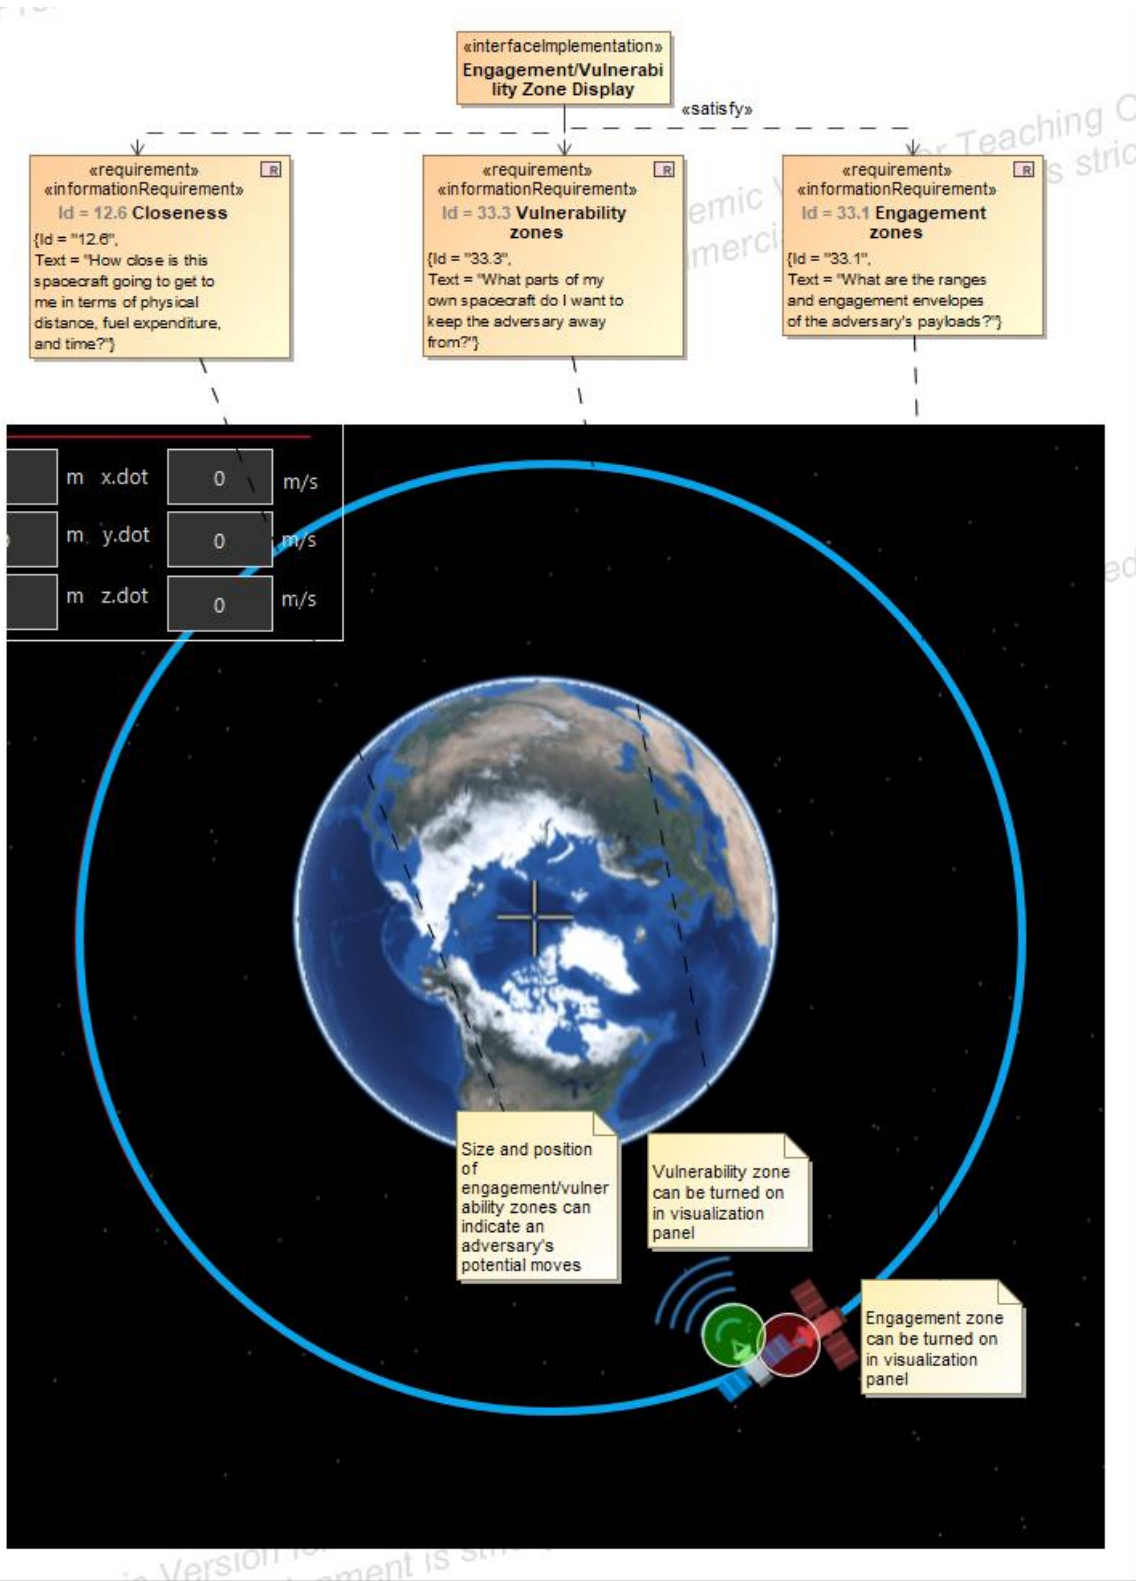 «interfaceImplementation»
Engagement/Vulnerabi
lity Zone Display
«satisfy»
«requirement»
«informationRequirement»
Id = 12.6 Closeness
{Id = "12.6",
Text = "How close is this
spacecraft going to get to
me in terms of physical
distance, fuel expenditure,
and time?"}
«requirement»
«informationRequirement»
Id = 33.3 Vulnerability
zones
{Id = "33.3",
Text = "What parts of my
own spacecraft do I want to
keep the adversary away
from?"}
«requirement»
«informationRequirement»
Id = 33.1 Engagement
zones
{Id = "33.1",
Text = "What are the ranges
and engagement envelopes
of the adversary's payloads?"}
R
R
R
Teaching
m x.dot 0 m/s
m y.dot 0 m/s
m z.dot 0 m/s
Size and position
of
engagement/vulner
ability zones can
indicate an
adversary's
potential moves
Vulnerability zone
can be turned on
in visualization
panel
Engagement zone
can be turned on
in visualization
panel
Version
is